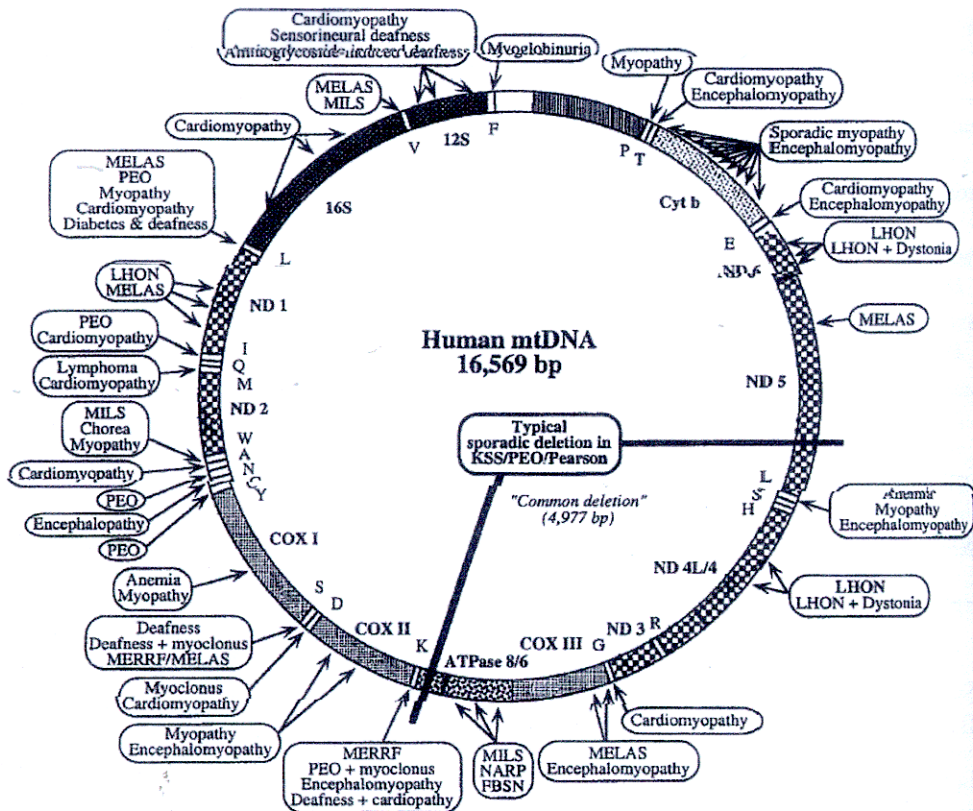 Cardiomyopathy
Sensorineural deafness
Aminoglycoside-induced deafness
Myoglobinuria
Myopathy
Cardiomyopathy
Encephalomyopathy
MELAS
MILS
Cardiomyopathy
12S
F
V
P
T
Sporadic myopathy
Encephalomyopathy
MELAS
PEO
Myopathy
Cardiomyopathy
Diabetes & deafness
16S
Cyt b
Cardiomyopathy
Encephalomyopathy
L
E
LHON
LHON + Dystonia
LHON
MELAS
ND 1
PEO
Cardiomyopathy
MELAS
Human mtDNA
16,569 bp
I
Q
M
Lymphoma
Cardiomyopathy
ND 5
ND 2
MILS
Chorea
Myopathy
Typical
sporadic deletion in
KSS/PEO/Pearson
W
A
N
C
Y
Cardiomyopathy
PEO
Encephalopathy
PEO
"Common deletion"
(4,977 bp)
L
S
H
Myopathy
Encephalomyopathy
COX I
ND 4L/4
Anemia
Myopathy
LHON
LHON + Dystonia
S
D
Deafness
Deafness + myoclonus
MERRF/MELAS
COX II
K
ATPase 8/6
COX III
G
ND 3
R
Myoclonus
Cardiomyopathy
Cardiomyopathy
Myopathy
Encephalomyopathy
MERRF
PEO + myoclonus
Encephalomyopathy
Deafness + cardiopathy
MILS
NARP
FBSN
MELAS
Encephalomyopathy